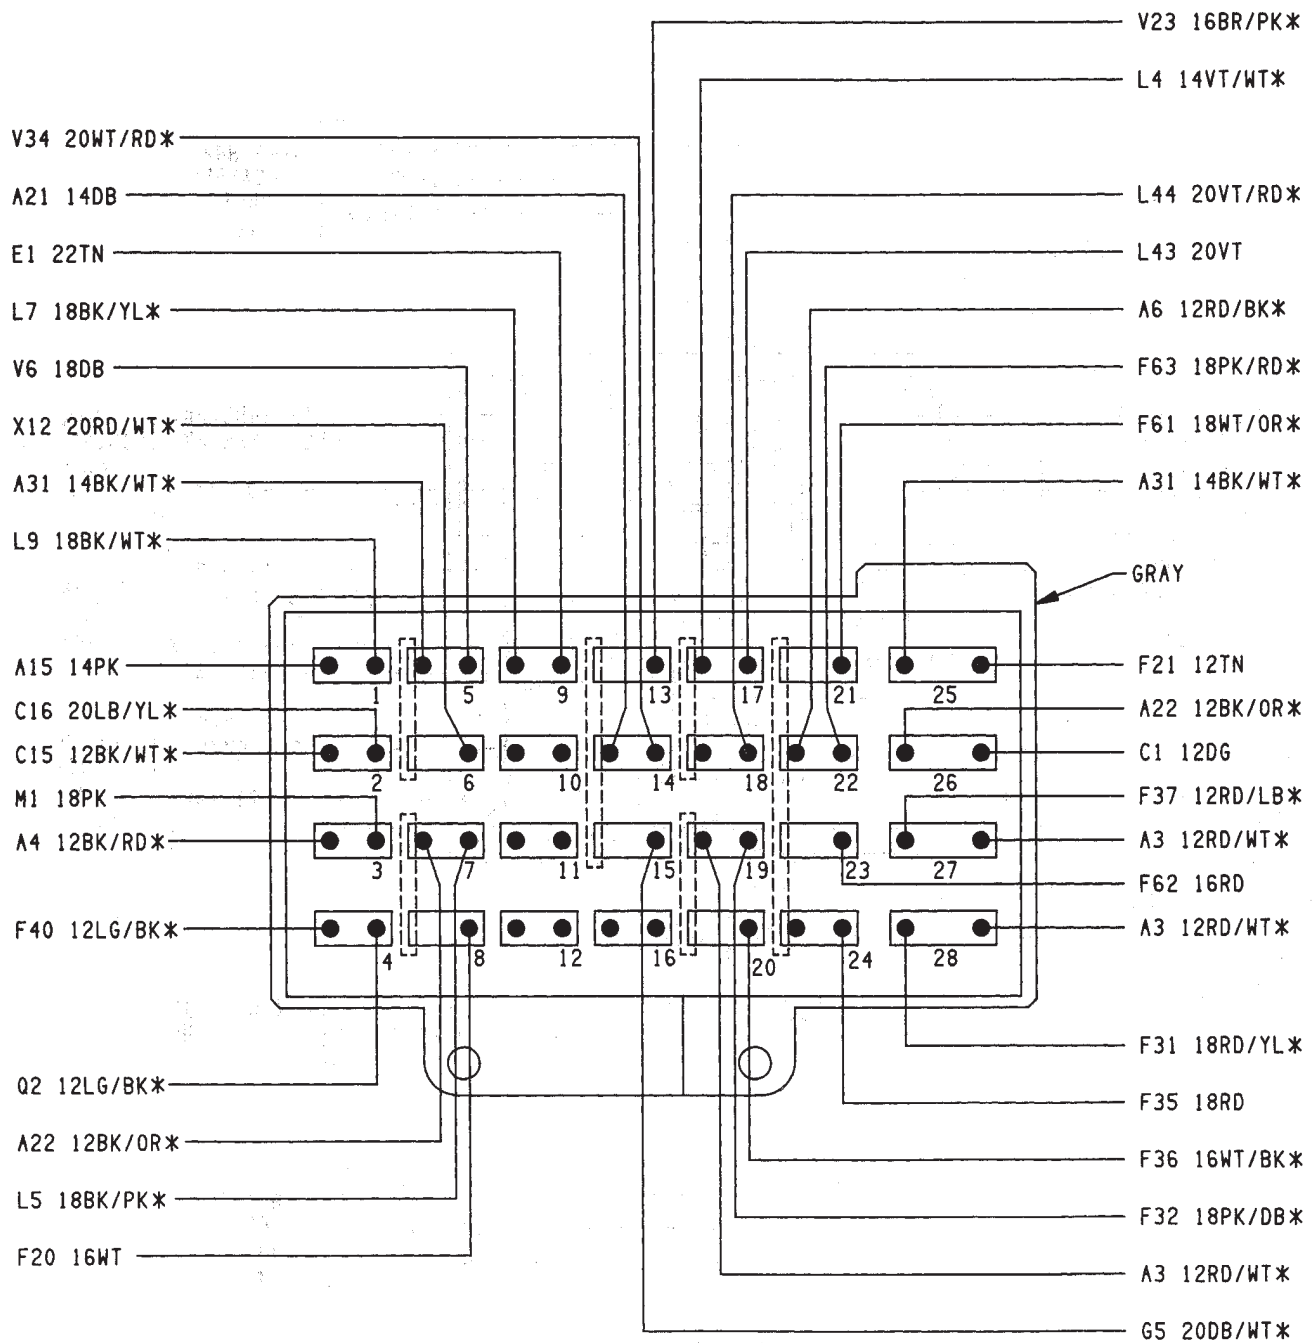 V23 16BR/PK*
L4 14VT/WT*
V34 20WT/RD*
A21 14DB
E1 22TN
L7 18BK/YL*
V6 18DB
X12 20RD/WT*
A31 14BK/WT*
L9 18BK/WT*
L44 20VT/RD*
L43 20VT
A6 12RD/BK*
F63 18PK/RD*
F61 18WT/OR*
A31 14BK/WT*
GRAY
A15 14PK
C16 20LB/YL*
C15 12BK/WT*
M1 18PK
A4 12BK/RD*
F40 12LG/BK*
1 5 9 13 17 21 25
2 6 10 14 18 22 26
3 7 11 15 19 23 27
4 8 12 16 20 24 28
F21 12TN
A22 12BK/OR*
C1 12DG
F37 12RD/LB*
A3 12RD/WT*
F62 16RD
A3 12RD/WT*
Q2 12LG/BK*
A22 12BK/OR*
L5 18BK/PK*
F20 16WT
F31 18RD/YL*
F35 18RD
F36 16WT/BK*
F32 18PK/DB*
A3 12RD/WT*
G5 20DB/WT*